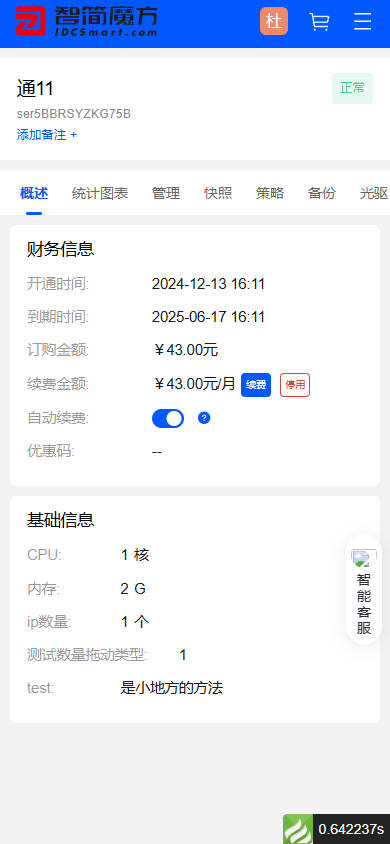 智简魔方
IDCSmart.com
杜
通11
正常
ser5BBRSYZKG75B
添加备注 +
概述 统计图表 管理 快照 策略 备份 光驱
财务信息
开通时间: 2024-12-13 16:11
到期时间: 2025-06-17 16:11
订购金额: ￥43.00元
续费金额: ￥43.00元/月 续费 停用
自动续费: ?
优惠码: --
基础信息
CPU: 1 核
内存: 2 G
ip数量: 1 个
测试数量拖动类型: 1
test: 是小地方的方法
智能客服
0.642237s